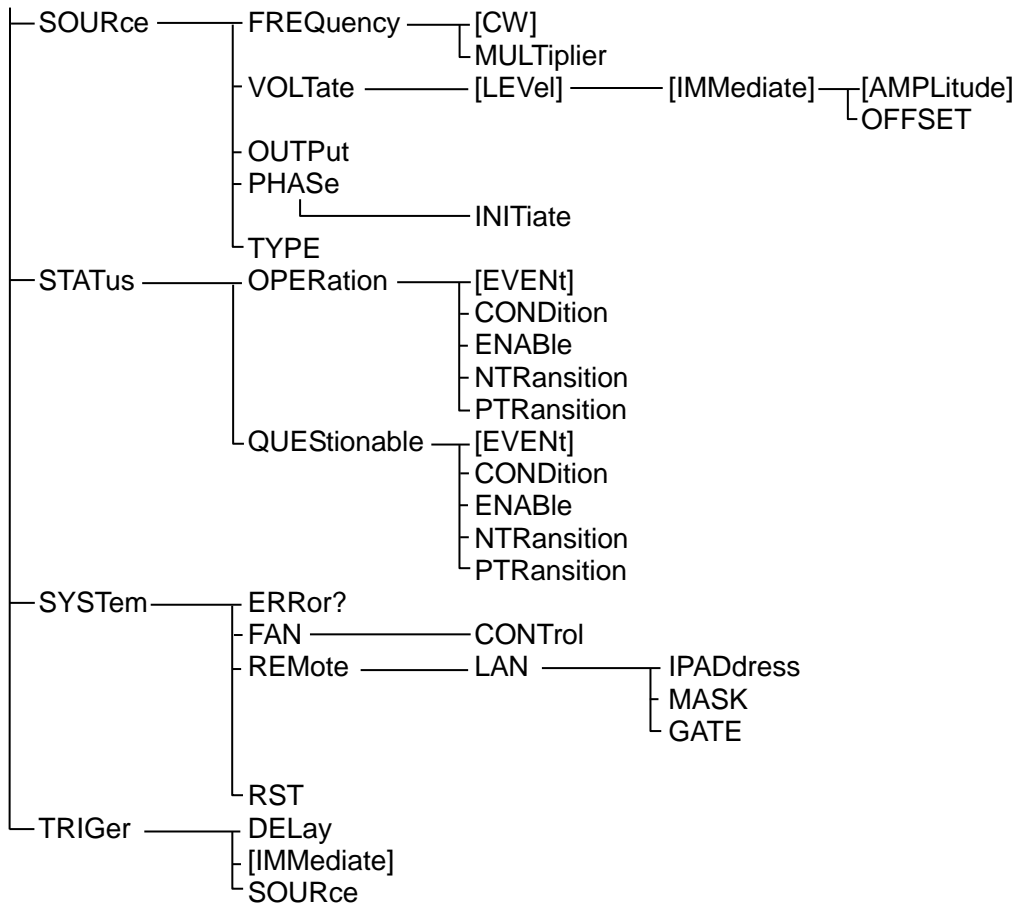 SOURce FREQuency [CW]
MULTiplier
VOLTate [LEVel] [IMMediate] [AMPLitude]
OFFSET
OUTPut
PHASe
INITiate
TYPE
STATus OPERation [EVENt]
CONDition
ENABle
NTRansition
PTRansition
QUEStionable [EVENt]
CONDition
ENABle
NTRansition
PTRansition
SYSTem ERRor?
FAN CONTrol
REMote LAN IPADdress
MASK
GATE
RST
TRIGer DELay
[IMMediate]
SOURce